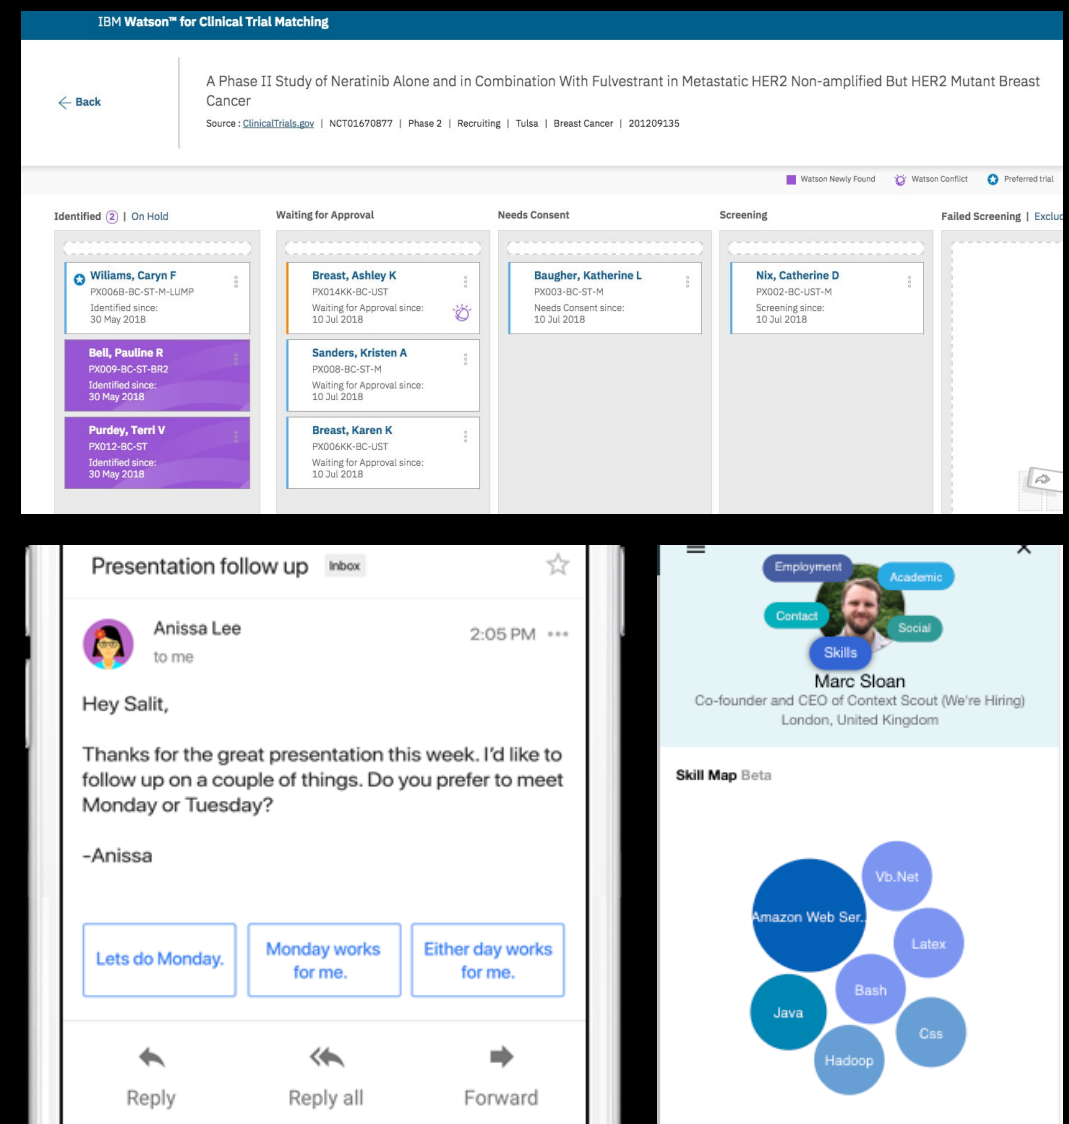 IBM Watson™ for Clinical Trial Matching
Back
A Phase II Study of Neratinib Alone and in Combination With Fulvestrant in Metastatic HER2 Non-amplified But HER2 Mutant Breast
Cancer
Source : ClinicalTrials.gov | NCT01670877 | Phase 2 | Recruiting | Tulsa | Breast Cancer | 201209135
Watson Newly Found Watson Conflict Preferred trial
Identified 2 | On Hold
Wiliams, Caryn F
PX006B-BC-ST-M-LUMP
Identified since:
30 May 2018
Bell, Pauline R
PX009-BC-ST-BR2
Identified since:
30 May 2018
Purdey, Terri V
PX012-BC-ST
Identified since:
30 May 2018
Waiting for Approval
Breast, Ashley K
PX014KK-BC-UST
Waiting for Approval since:
10 Jul 2018
Sanders, Kristen A
PX008-BC-ST-M
Waiting for Approval since:
10 Jul 2018
Breast, Karen K
PX006KK-BC-UST
Waiting for Approval since:
10 Jul 2018
Needs Consent
Baugher, Katherine L
PX003-BC-ST-M
Needs Consent since:
10 Jul 2018
Screening
Nix, Catherine D
PX002-BC-UST-M
Screening since:
10 Jul 2018
Failed Screening | Exclu
Presentation follow up Inbox
Anissa Lee
2:05 PM
to me
Hey Salit,
Thanks for the great presentation this week. I'd like to
follow up on a couple of things. Do you prefer to meet
Monday or Tuesday?
-Anissa
Lets do Monday.
Monday works
for me.
Either day works
for me.
Reply
Reply all
Forward
Employment
Academic
Contact
Social
Skills
Marc Sloan
Co-founder and CEO of Context Scout (We're Hiring)
London, United Kingdom
Skill Map Beta
Vb.Net
Amazon Web Ser..
Latex
Bash
Java
Css
Hadoop